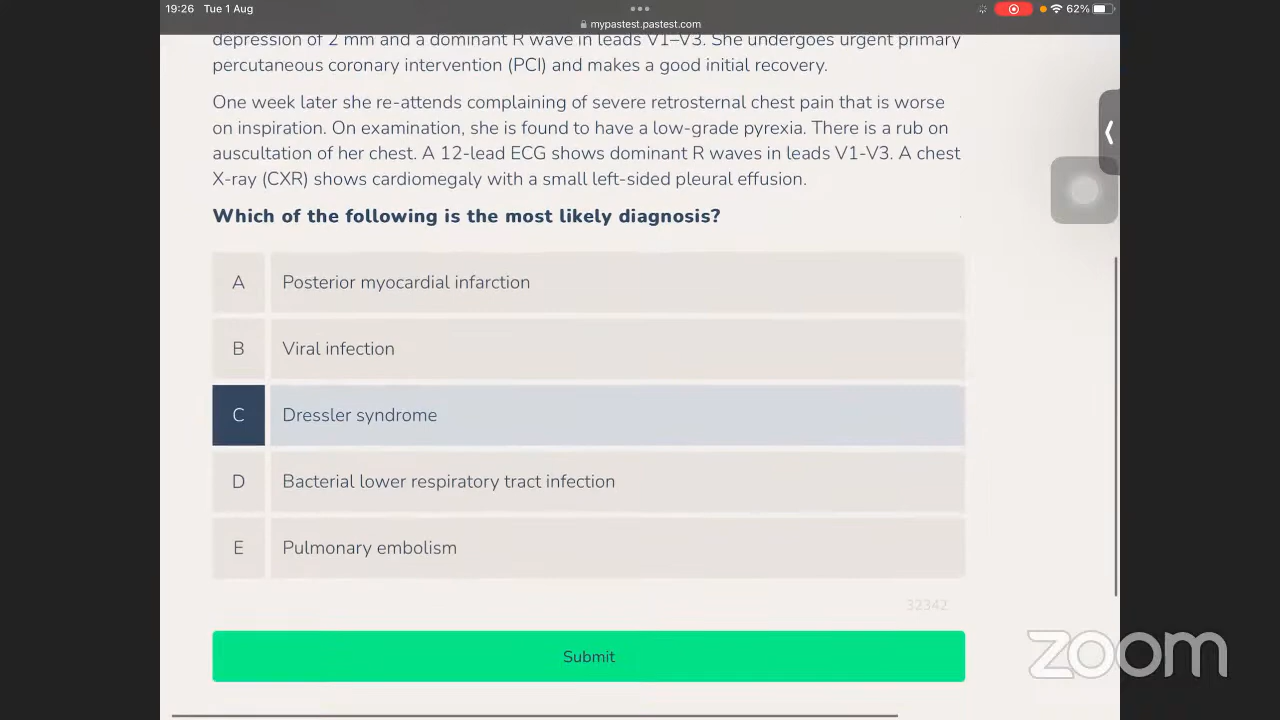 19:26 Tue 1 Aug
62%
mypastest.pastest.com
depression of 2 mm and a dominant R wave in leads V1–V3. She undergoes urgent primary
percutaneous coronary intervention (PCI) and makes a good initial recovery.
One week later she re-attends complaining of severe retrosternal chest pain that is worse
on inspiration. On examination, she is found to have a low-grade pyrexia. There is a rub on
auscultation of her chest. A 12-lead ECG shows dominant R waves in leads V1-V3. A chest
X-ray (CXR) shows cardiomegaly with a small left-sided pleural effusion.
Which of the following is the most likely diagnosis?
A Posterior myocardial infarction
B Viral infection
C Dressler syndrome
D Bacterial lower respiratory tract infection
E Pulmonary embolism
32342
Submit
zoom